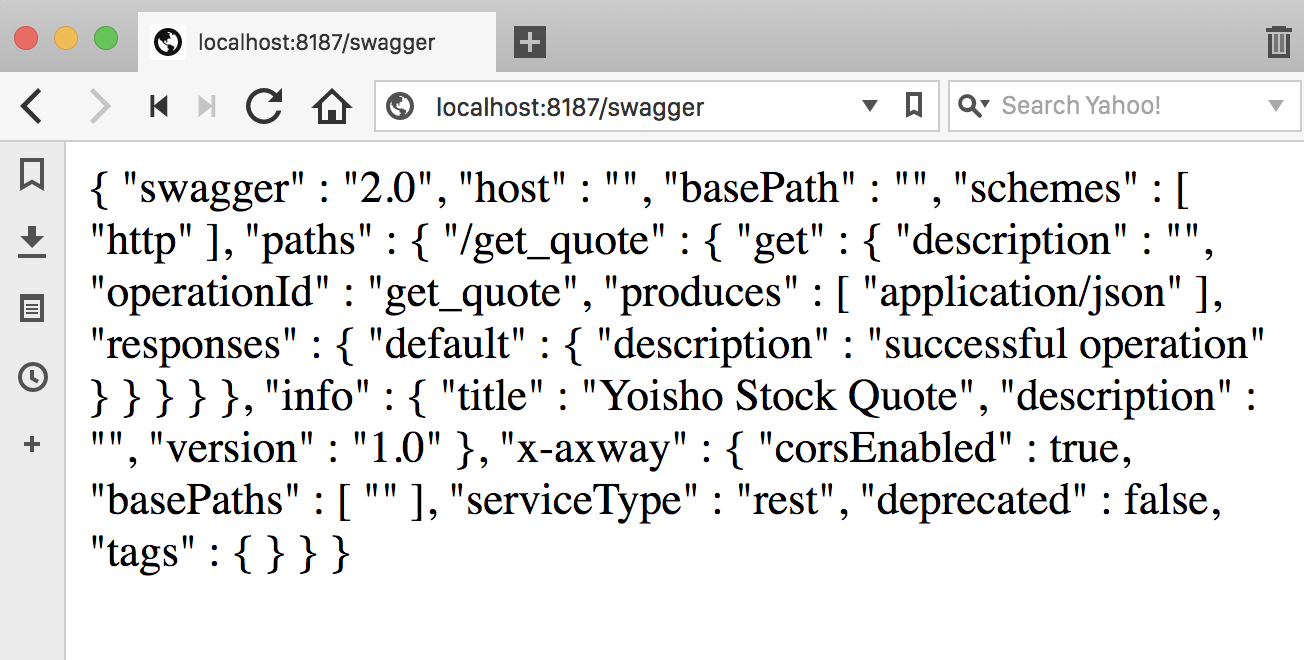 localhost:8187/swagger
localhost:8187/swagger
Search Yahoo!
{ "swagger" : "2.0", "host" : "", "basePath" : "", "schemes" : [
"http" ], "paths" : { "/get_quote" : { "get" : { "description" : "",
"operationId" : "get_quote", "produces" : [ "application/json" ],
"responses" : { "default" : { "description" : "successful operation"
} } } } }, "info" : { "title" : "Yoisho Stock Quote", "description" :
"", "version" : "1.0" }, "x-axway" : { "corsEnabled" : true,
"basePaths" : [ "" ], "serviceType" : "rest", "deprecated" : false,
"tags" : { } } }